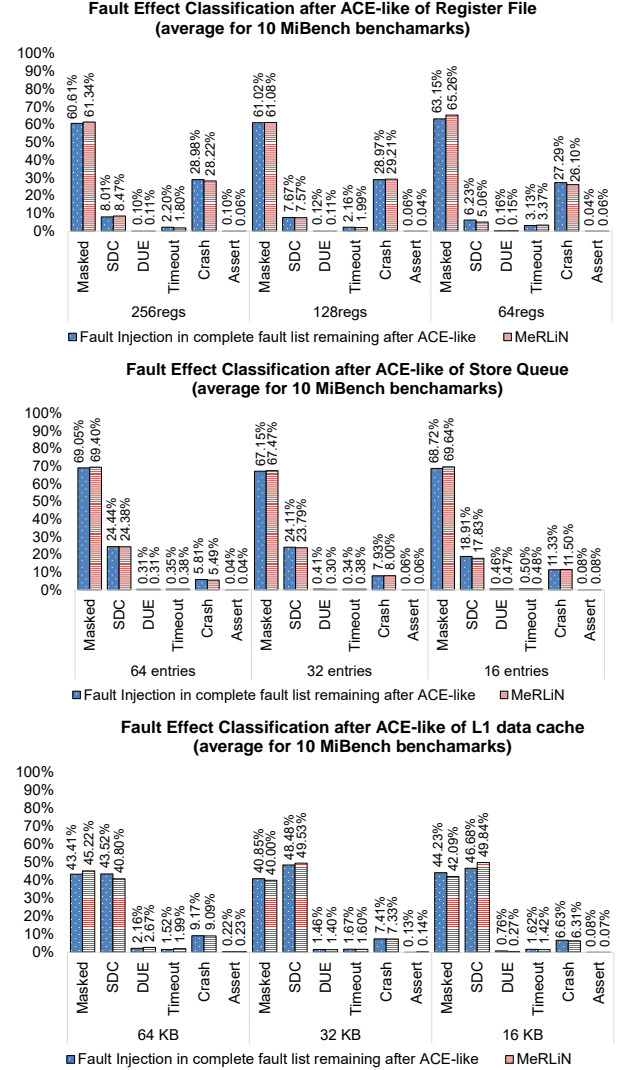 Fault Effect Classification after ACE-like of Register File
(average for 10 MiBench benchamarks)
100%
90%
80%
70%
60%
50%
40%
30%
20%
10%
0%
60.61% 61.34% 8.01% 8.47% 0.10% 0.11% 2.20% 1.80% 28.98% 28.22% 0.10% 0.06% 61.02% 61.08% 7.67% 7.57% 0.12% 0.11% 2.16% 1.99% 28.97% 29.21% 0.06% 0.04% 63.15% 65.26% 6.23% 5.06% 0.16% 0.15% 3.13% 3.37% 27.29% 26.10% 0.04% 0.06%
Masked SDC DUE Timeout Crash Assert Masked SDC DUE Timeout Crash Assert Masked SDC DUE Timeout Crash Assert
256regs 128regs 64regs
Fault Injection in complete fault list remaining after ACE-like MeRLiN
Fault Effect Classification after ACE-like of Store Queue
(average for 10 MiBench benchamarks)
100%
90%
80%
70%
60%
50%
40%
30%
20%
10%
0%
69.05% 69.40% 24.44% 24.38% 0.31% 0.31% 0.35% 0.38% 5.81% 5.49% 0.04% 0.04% 67.15% 67.47% 24.11% 23.79% 0.41% 0.30% 0.34% 0.38% 7.93% 8.00% 0.06% 0.06% 68.72% 69.64% 18.91% 17.83% 0.46% 0.47% 0.50% 0.48% 11.33% 11.50% 0.08% 0.08%
Masked SDC DUE Timeout Crash Assert Masked SDC DUE Timeout Crash Assert Masked SDC DUE Timeout Crash Assert
64 entries 32 entries 16 entries
Fault Injection in complete fault list remaining after ACE-like MeRLiN
Fault Effect Classification after ACE-like of L1 data cache
(average for 10 MiBench benchamarks)
100%
90%
80%
70%
60%
50%
40%
30%
20%
10%
0%
43.41% 45.22% 43.52% 40.80% 2.16% 2.67% 1.52% 1.99% 9.17% 9.09% 0.22% 0.23% 40.85% 40.00% 48.48% 49.53% 1.46% 1.40% 1.67% 1.60% 7.41% 7.33% 0.13% 0.14% 44.23% 42.09% 46.68% 49.84% 0.76% 0.27% 1.62% 1.42% 6.63% 6.31% 0.08% 0.07%
Masked SDC DUE Timeout Crash Assert Masked SDC DUE Timeout Crash Assert Masked SDC DUE Timeout Crash Assert
64 KB 32 KB 16 KB
Fault Injection in complete fault list remaining after ACE-like MeRLiN